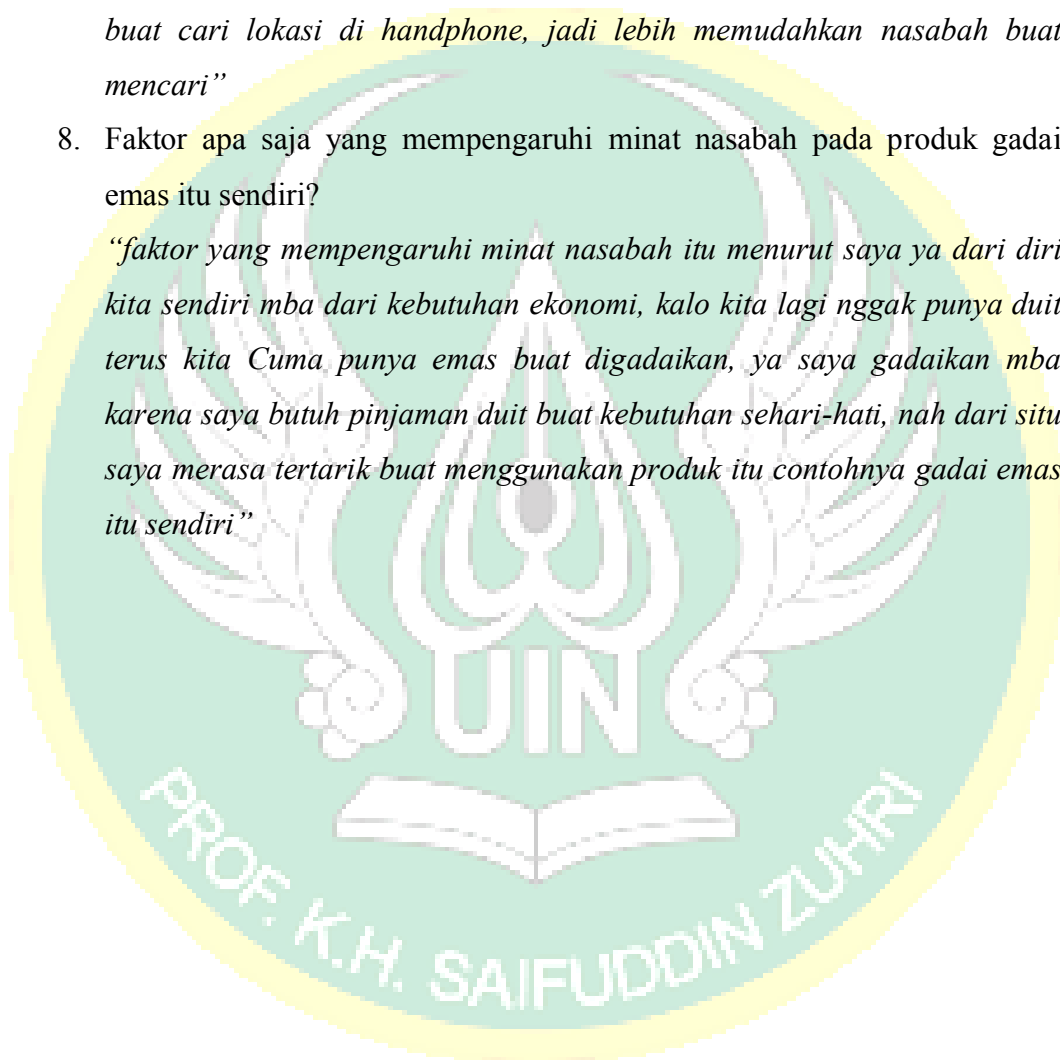 buat cari lokasi di handphone, jadi lebih memudahkan nasabah buat
mencari”
8. Faktor apa saja yang mempengaruhi minat nasabah pada produk gadai
emas itu sendiri?
“faktor yang mempengaruhi minat nasabah itu menurut saya ya dari diri
kita sendiri mba dari kebutuhan ekonomi, kalo kita lagi nggak punya duit
terus kita Cuma punya emas buat digadaikan, ya saya gadaikan mba
karena saya butuh pinjaman duit buat kebutuhan sehari-hati, nah dari situ
saya merasa tertarik buat menggunakan produk itu contohnya gadai emas
itu sendiri”
UIN
PROF. K.H. SAIFUDDIN ZUHRI